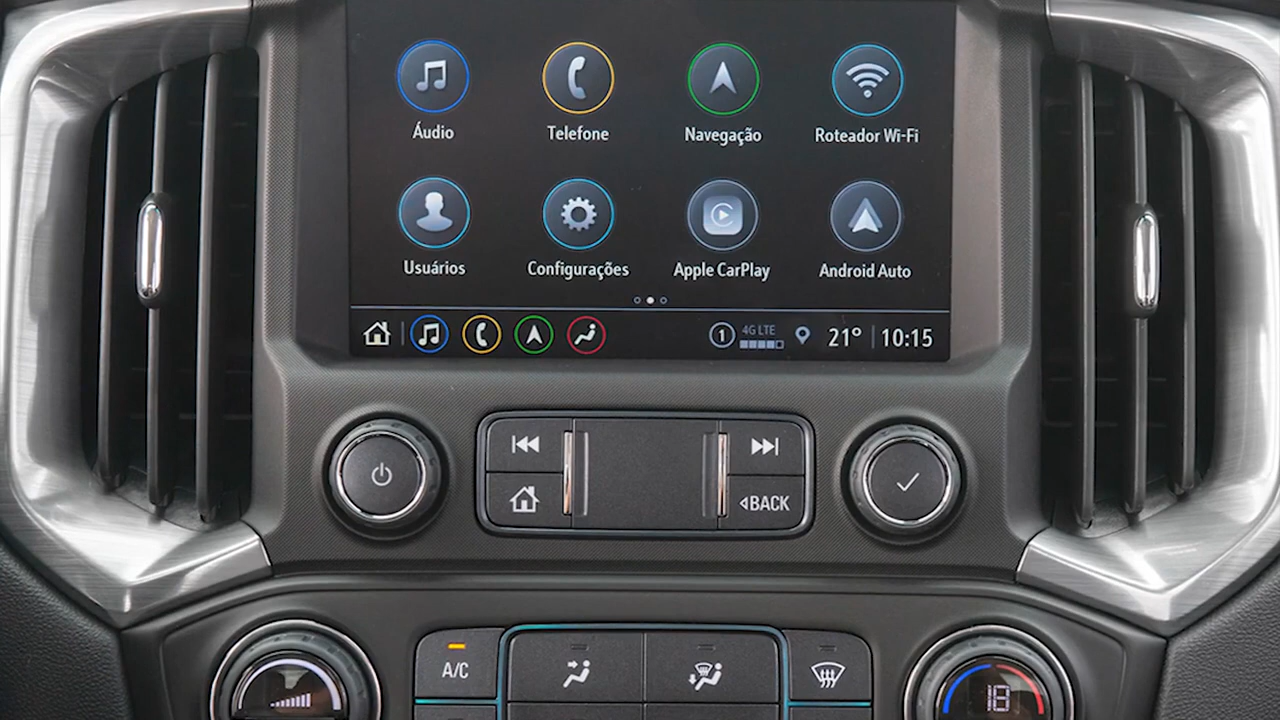 Áudio
Telefone
Navegação
Roteador Wi-Fi
Usuários
Configurações
Apple CarPlay
Android Auto
1
4G LTE
21°
10:15
BACK
A/C
18